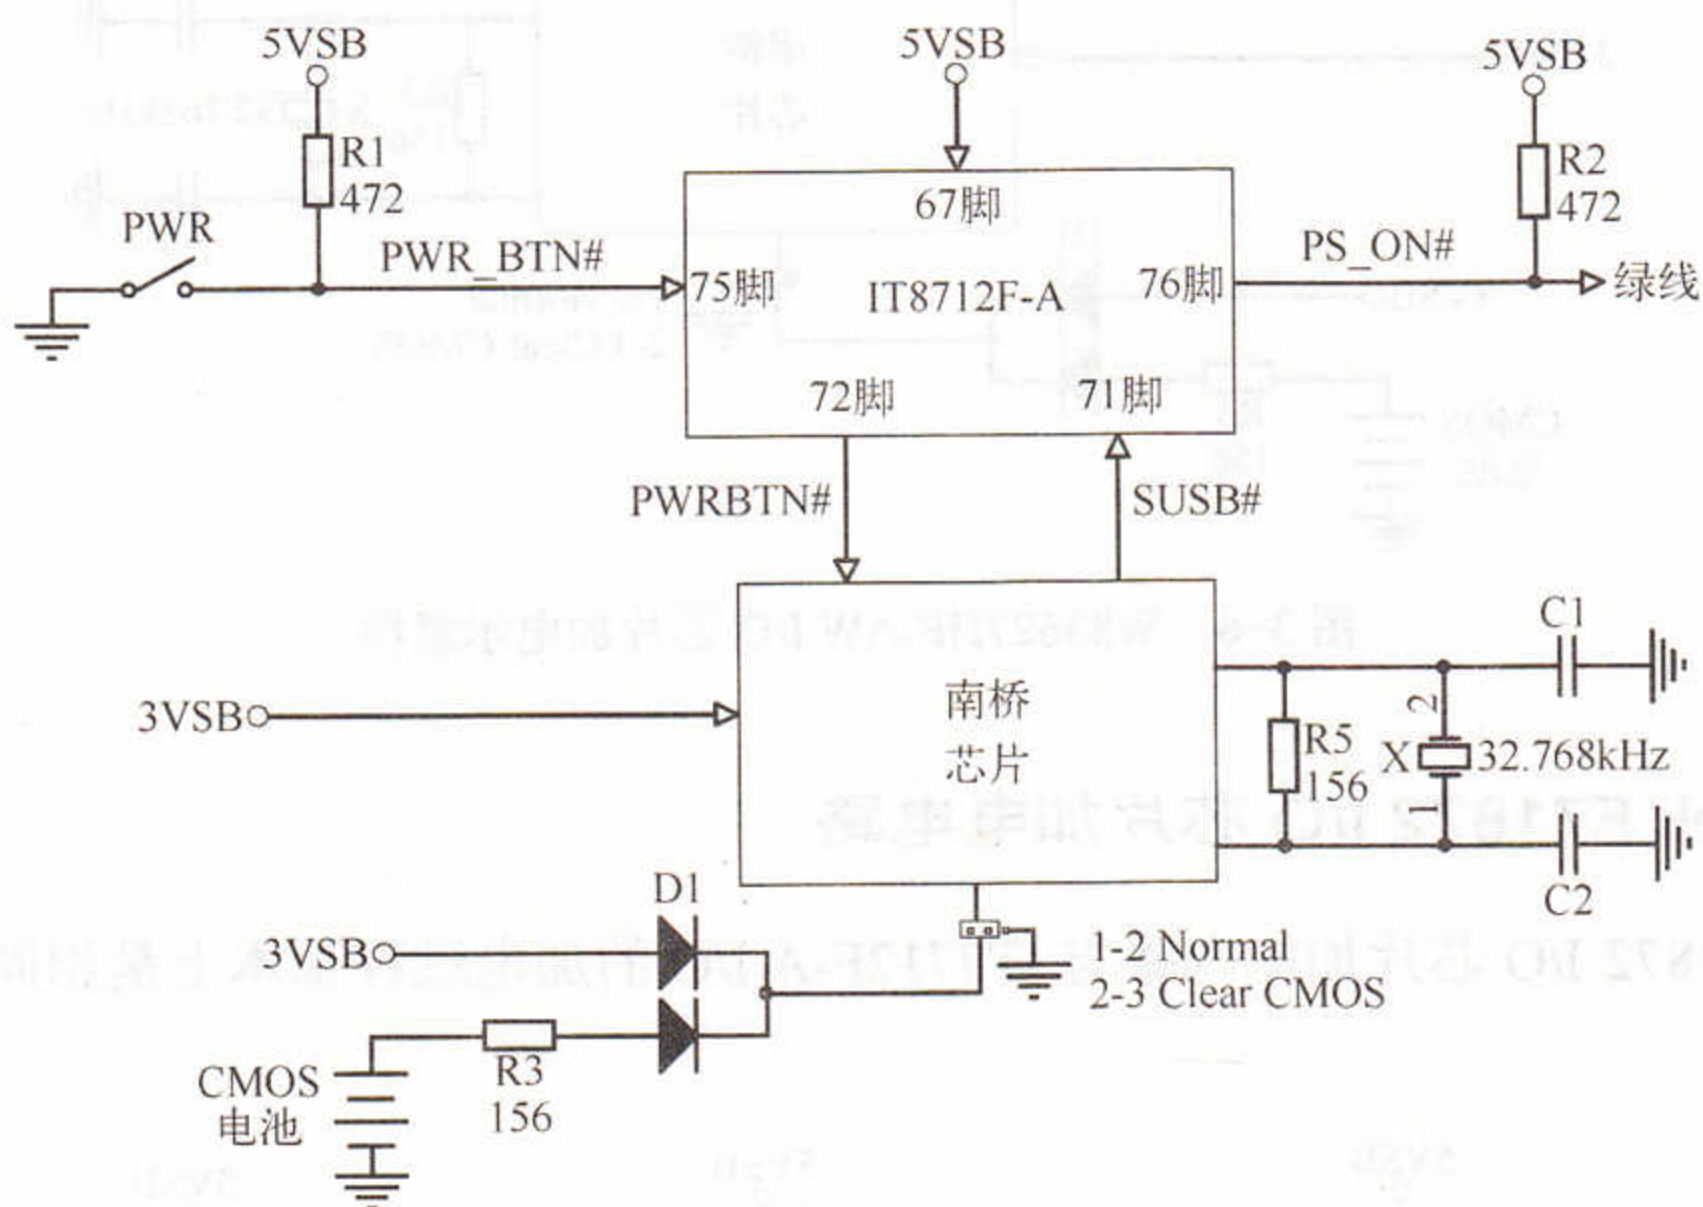 5VSB
5VSB
5VSB
R1
472
R2
472
PWR
PWR_BTN#
67脚
75脚
IT8712F-A
76脚
PS_ON#
绿线
72脚
71脚
PWRBTN#
SUSB#
C1
3VSB
南桥
芯片
R5
156
X
2
1
32.768kHz
C2
D1
3VSB
1-2 Normal
2-3 Clear CMOS
CMOS
电池
R3
156